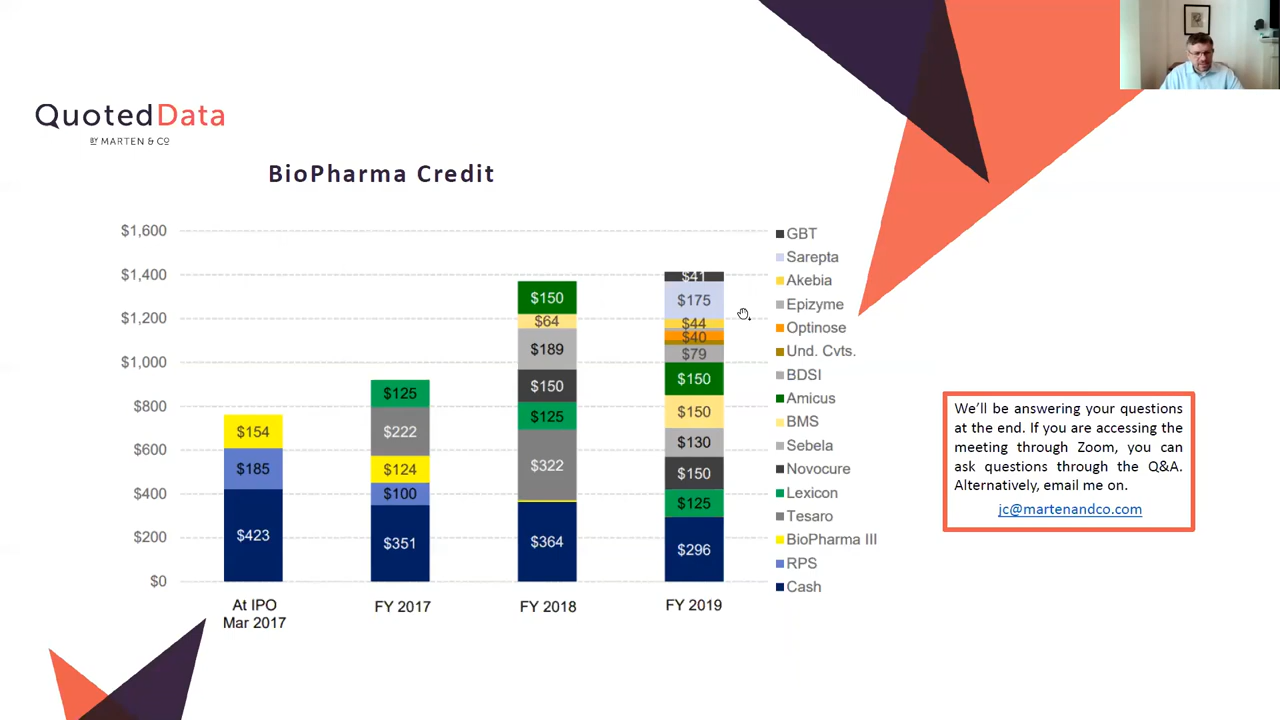 QuotedData
BY MARTEN & CO
BioPharma Credit
$1,600
$1,400
$1,200
$1,000
$800
$600
$400
$200
$0
$154
$185
$423
$125
$222
$124
$100
$351
$150
$64
$189
$150
$125
$322
$364
$41
$175
$44
$40
$79
$150
$150
$130
$150
$125
$296
At IPO
Mar 2017
FY 2017
FY 2018
FY 2019
GBT
Sarepta
Akebia
Epizyme
Optinose
Und. Cvts.
BDSI
Amicus
BMS
Sebela
Novocure
Lexicon
Tesaro
BioPharma III
RPS
Cash
We'll be answering your questions
at the end. If you are accessing the
meeting through Zoom, you can
ask questions through the Q&A.
Alternatively, email me on.
jc@martenandco.com